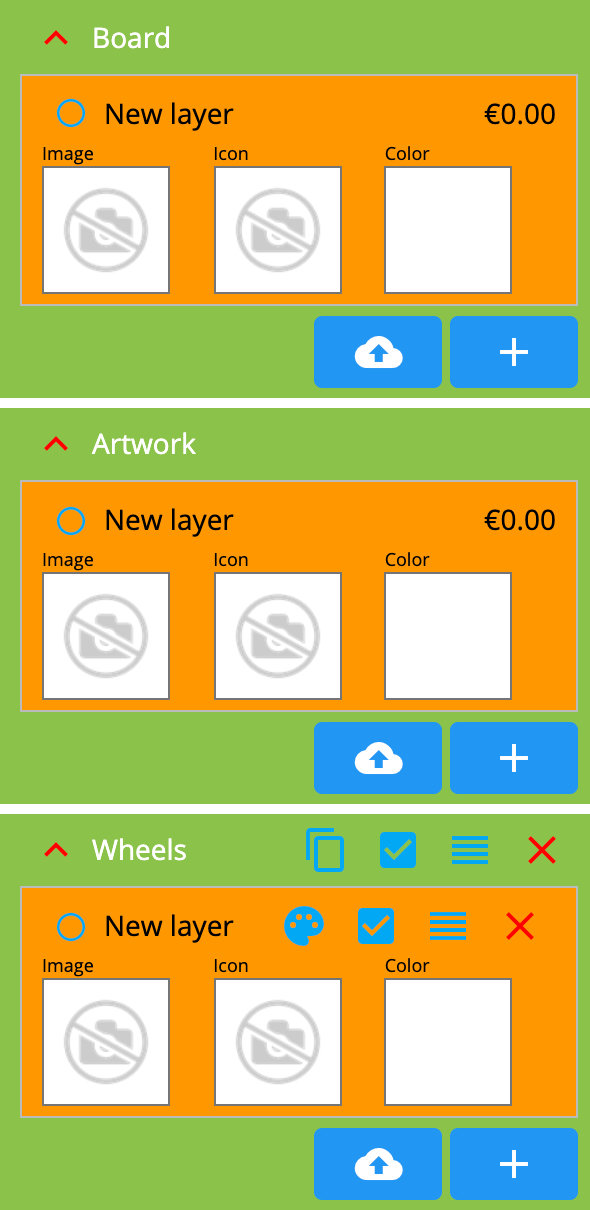 Board
New layer €0.00
Image Icon Color
Artwork
New layer €0.00
Image Icon Color
Wheels
New layer
Image Icon Color